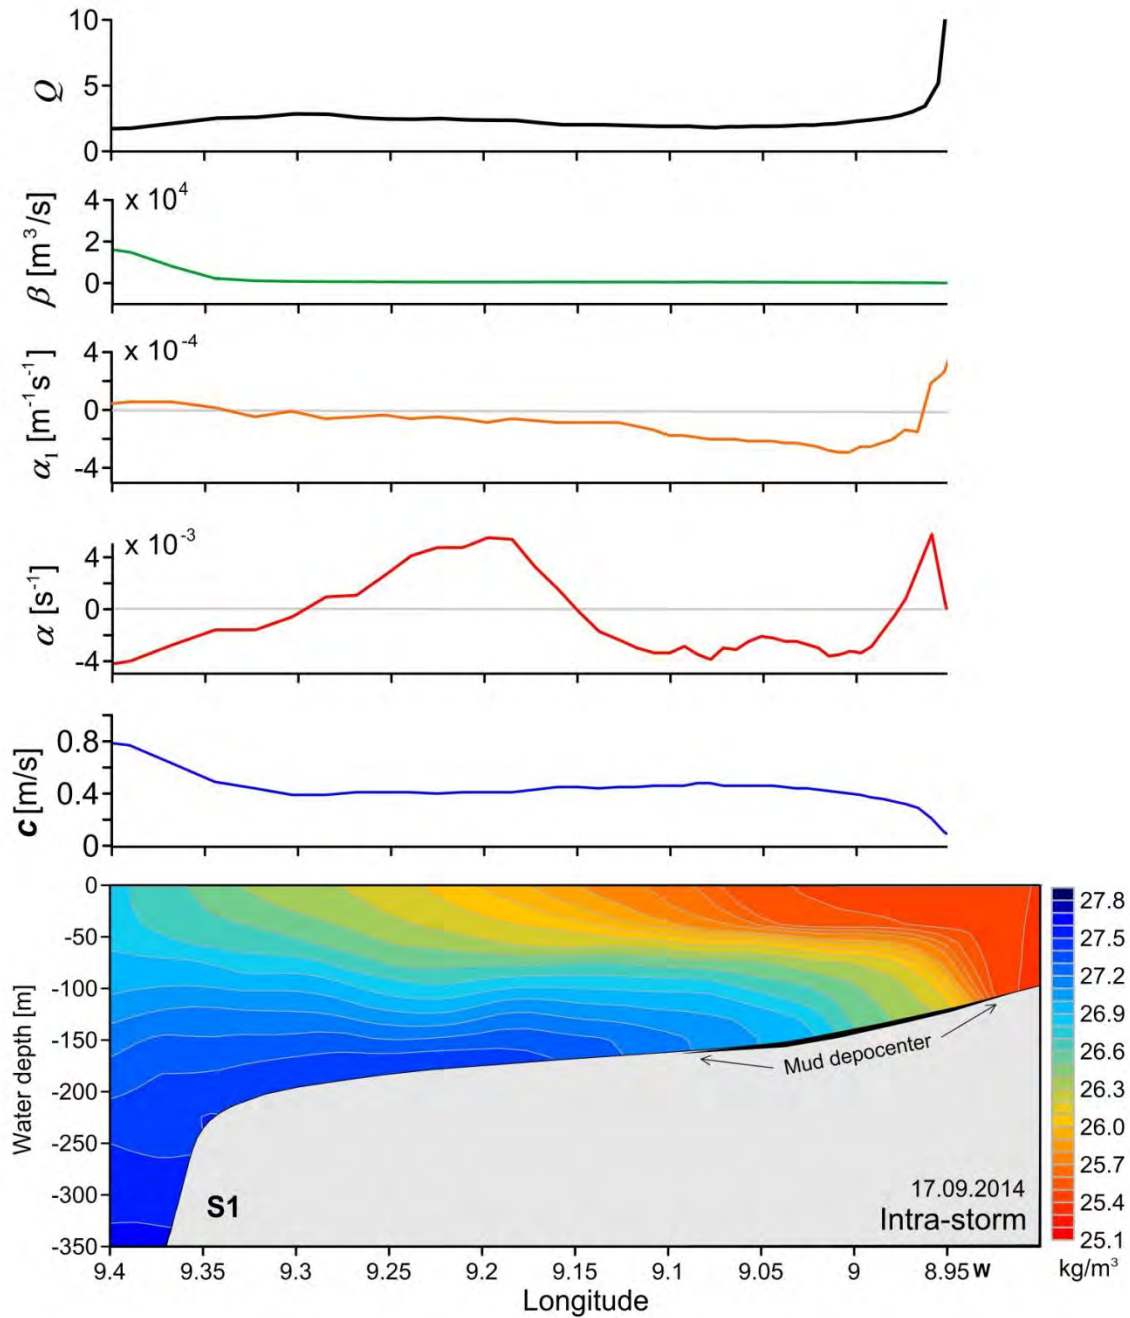 10
5
0
Q
x 10⁴
4
2
0
β [m³/s]
x 10⁻⁴
4
0
-4
α₁ [m⁻¹s⁻¹]
x 10⁻³
4
0
-4
α [s⁻¹]
0.8
0.4
0
c [m/s]
0
-50
-100
-150
-200
-250
-300
-350
Water depth [m]
Mud depocenter
S1
17.09.2014
Intra-storm
27.8
27.5
27.2
26.9
26.6
26.3
26.0
25.7
25.4
25.1
kg/m³
9.4 9.35 9.3 9.25 9.2 9.15 9.1 9.05 9 8.95 W
Longitude